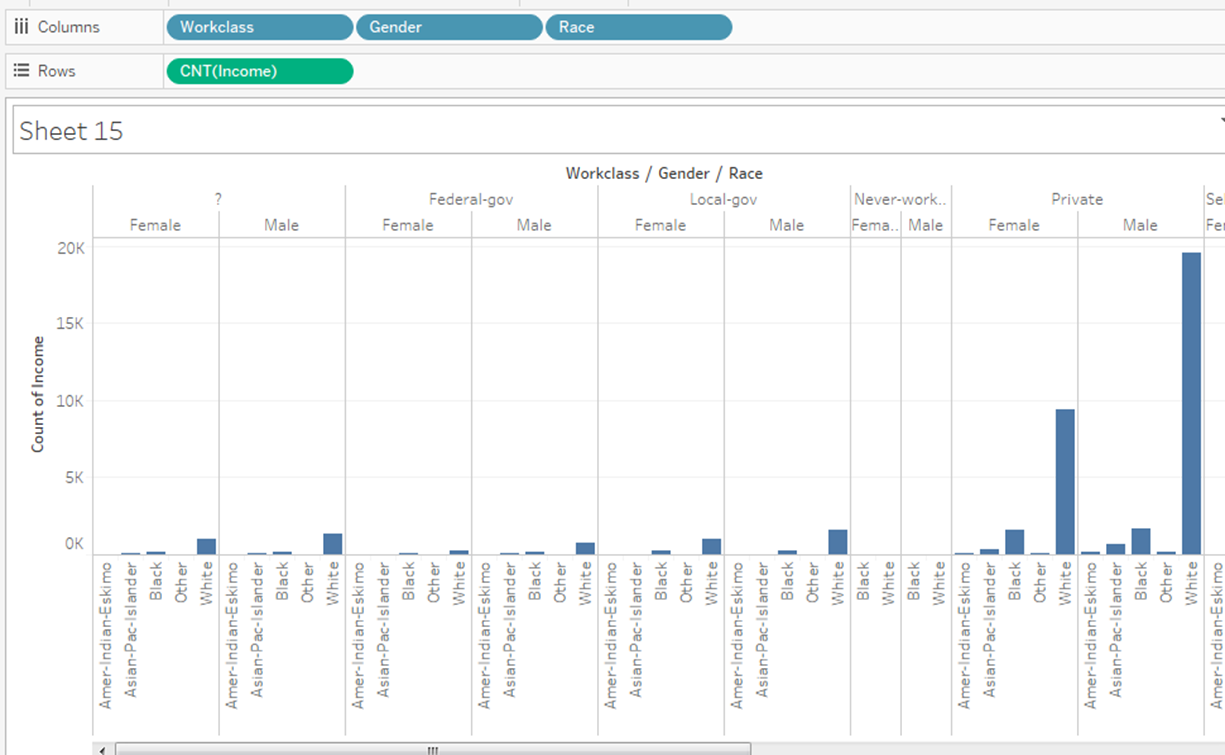 Columns Workclass Gender Race
Rows CNT(Income)
Sheet 15
Workclass / Gender / Race
? Federal-gov Local-gov Never-work.. Private Se
Female Male Female Male Female Male Fema.. Male Female Male Fe
20K
15K
10K
5K
0K
Count of Income
Amer-Indian-Eskimo
Asian-Pac-Islander
Black
Other
White
Amer-Indian-Eskimo
Asian-Pac-Islander
Black
Other
White
Amer-Indian-Eskimo
Asian-Pac-Islander
Black
Other
White
Amer-Indian-Eskimo
Asian-Pac-Islander
Black
Other
White
Amer-Indian-Eskimo
Asian-Pac-Islander
Black
Other
White
Amer-Indian-Eskimo
Asian-Pac-Islander
Black
Other
White
Black
White
Black
White
Amer-Indian-Eskimo
Asian-Pac-Islander
Black
Other
White
Amer-Indian-Eskimo
Asian-Pac-Islander
Black
Other
White
Amer-Indian-Eskimo